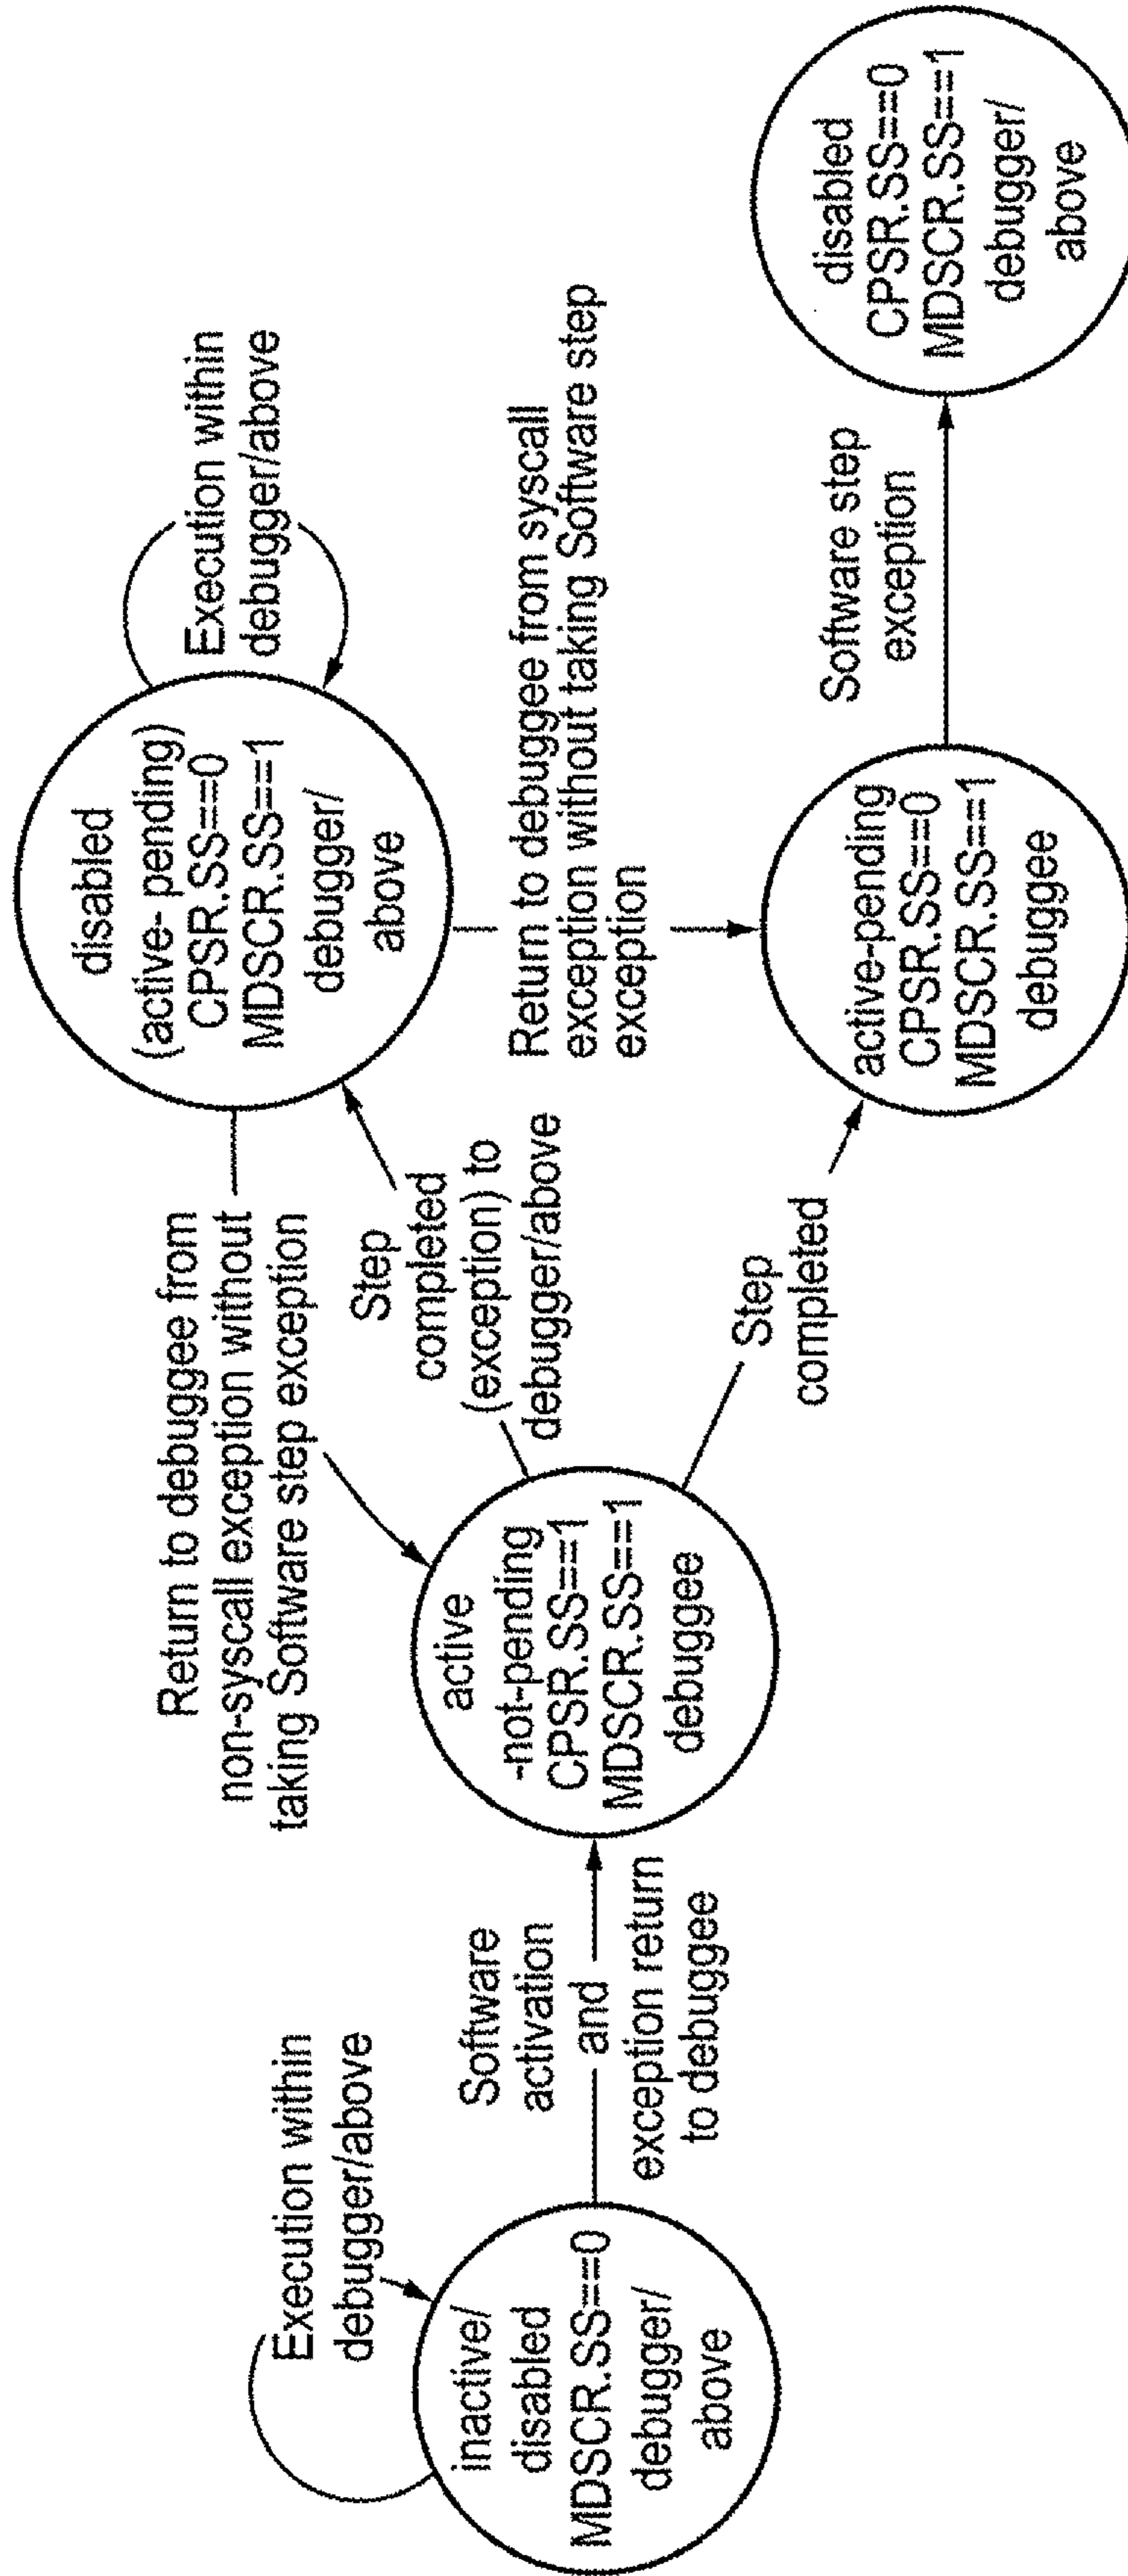 Execution within
debugger/above
inactive/
disabled
MDSCR.SS==0
debugger/
above
Software
activation
and
exception return
to debuggee
active
-not-pending
CPSR.SS==1
MDSCR.SS==1
debuggee
Return to debuggee from
non-syscall exception without
taking Software step exception
Step
completed
(exception) to
debugger/above
Step
completed
disabled
(active- pending)
CPSR.SS==0
MDSCR.SS==1
debugger/
above
Execution within
debugger/above
Return to debuggee from syscall
exception without taking Software step
exception
active-pending
CPSR.SS==0
MDSCR.SS==1
debuggee
Software step
exception
disabled
CPSR.SS==0
MDSCR.SS==1
debugger/
above